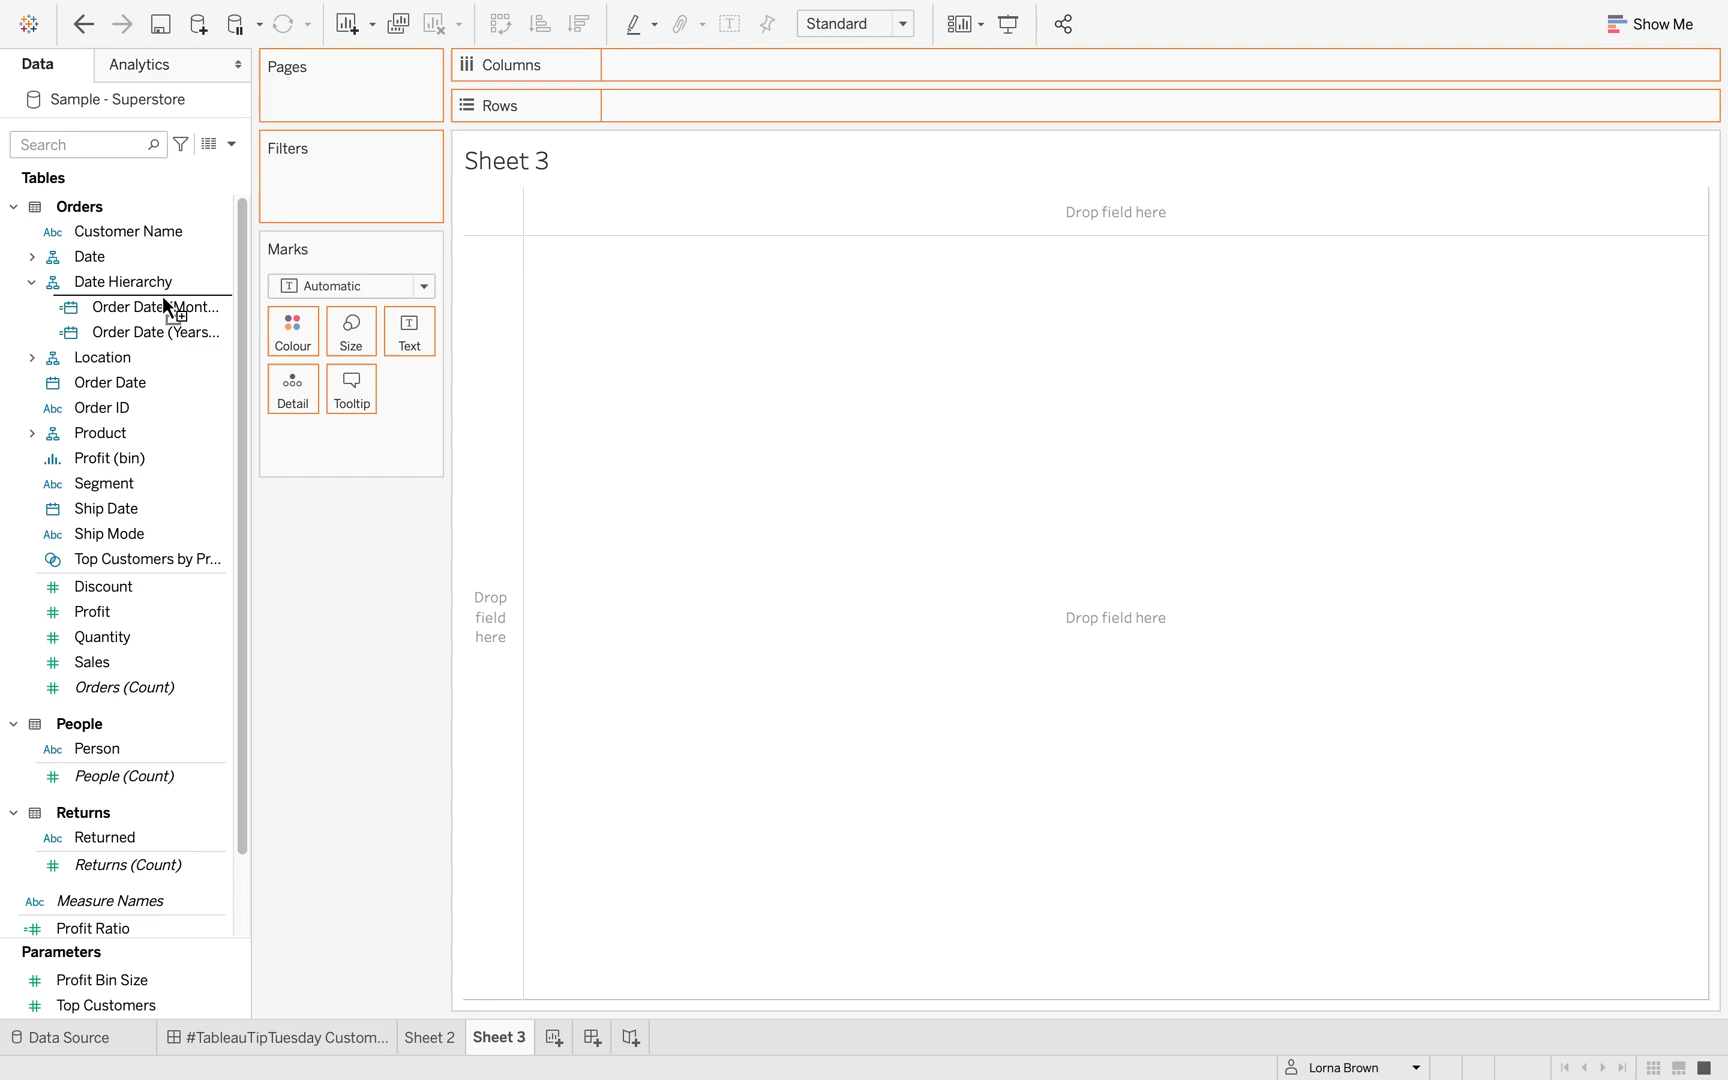 Standard
Show Me
Data
Analytics
Pages
Columns
Sample - Superstore
Rows
Search
Filters
Sheet 3
Tables
Orders
Drop field here
Abc Customer Name
Date
Marks
Date Hierarchy
Automatic
Order Date (Mont...
Order Date (Years...
Colour
Size
Text
Location
Order Date
Detail
Tooltip
Abc Order ID
Product
Profit (bin)
Abc Segment
Ship Date
Abc Ship Mode
Top Customers by Pr...
Discount
Drop
field
here
Drop field here
Profit
Quantity
Sales
Orders (Count)
People
Abc Person
People (Count)
Returns
Abc Returned
Returns (Count)
Abc Measure Names
Profit Ratio
Parameters
Profit Bin Size
Top Customers
Data Source
#TableauTipTuesday Custom...
Sheet 2
Sheet 3
Lorna Brown